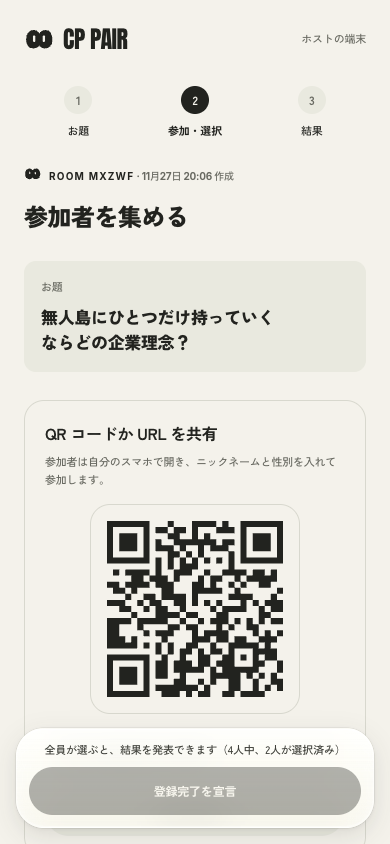 CP PAIR
ホストの端末
1
2
3
お題
参加・選択
結果
ROOM MXZWF · 11月27日 20:06 作成
参加者を集める
お題
無人島にひとつだけ持っていく
ならどの企業理念？
QR コードか URL を共有
参加者は自分のスマホで開き、ニックネームと性別を入れて
参加します。
全員が選ぶと、結果を発表できます（4人中、2人が選択済み）
登録完了を宣言